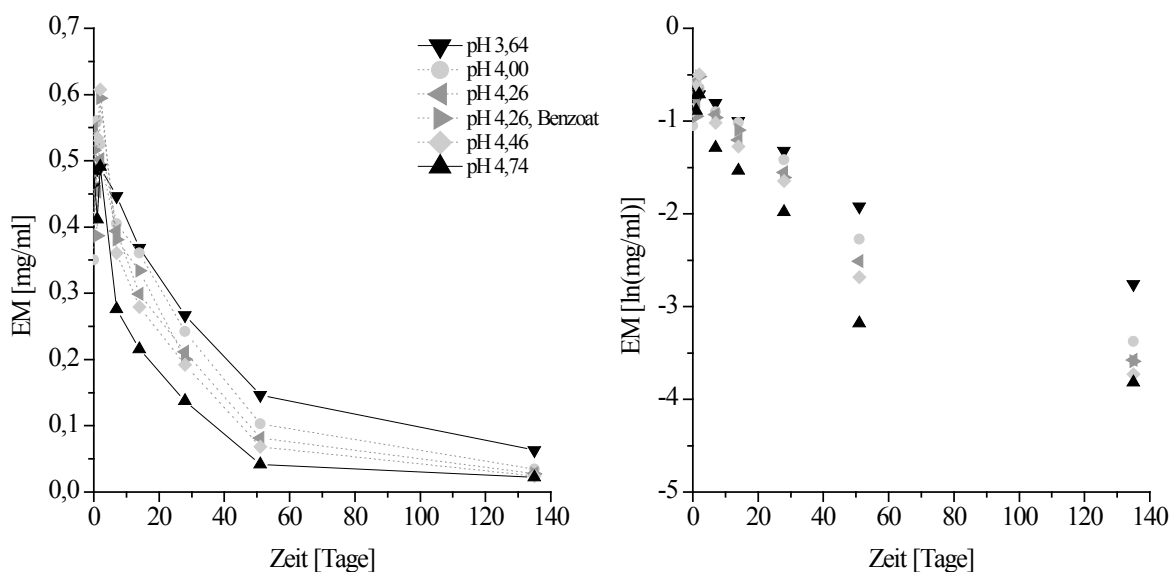 0,7
0,6
0,5
0,4
0,3
0,2
0,1
0,0
EM [mg/ml]
0 20 40 60 80 100 120 140
Zeit [Tage]
pH 3,64
pH 4,00
pH 4,26
pH 4,26, Benzoat
pH 4,46
pH 4,74
0
-1
-2
-3
-4
-5
EM [ln(mg/ml)]
0 20 40 60 80 100 120 140
Zeit [Tage]